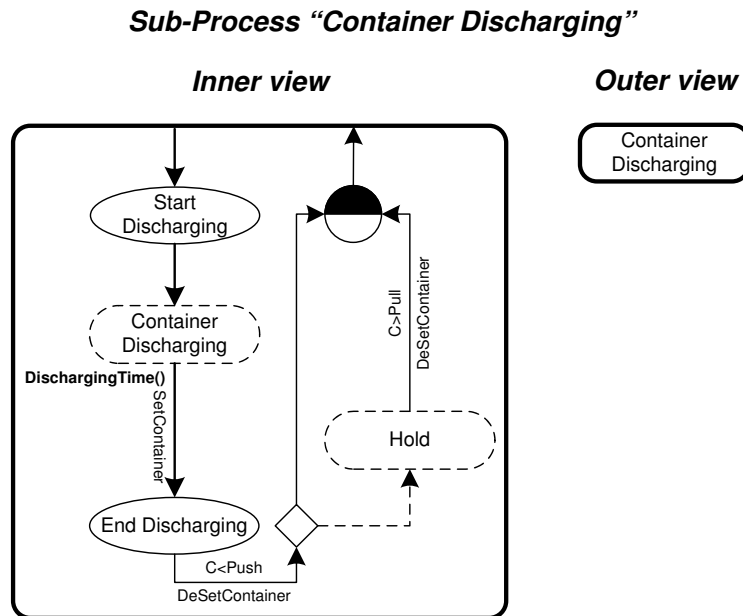 Sub-Process “Container Discharging”
Inner view
Outer view
Container
Discharging
Start
Discharging
Container
Discharging
DischargingTime()
SetContainer
C>Pull
DeSetContainer
Hold
End Discharging
C<Push
DeSetContainer